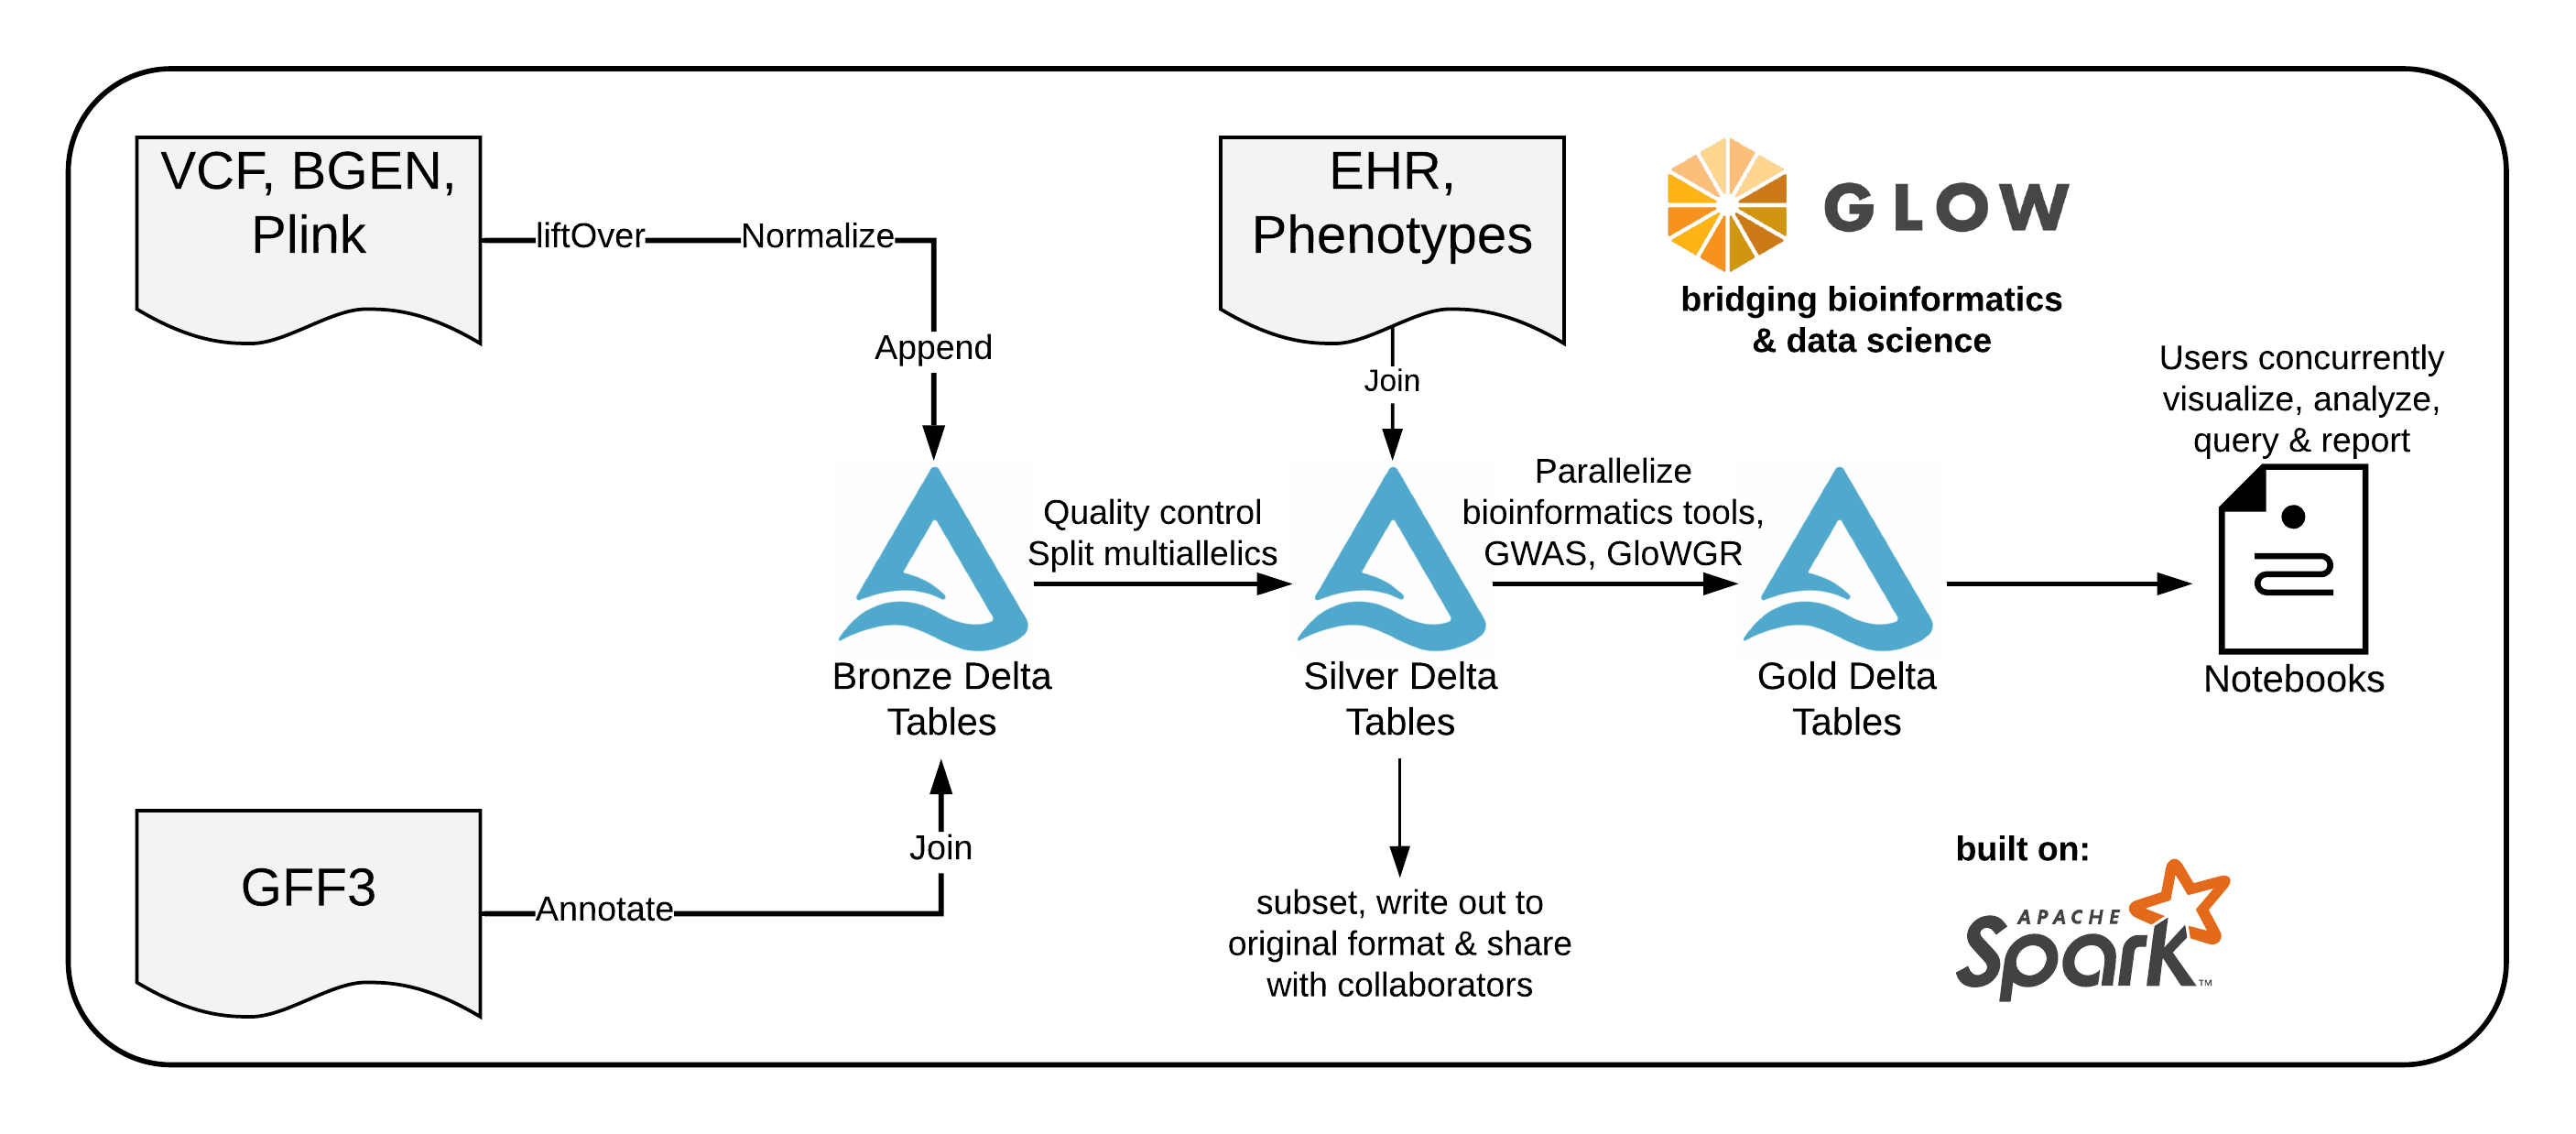 VCF, BGEN,
Plink
liftOver
Normalize
Append
EHR,
Phenotypes
Join
GLOW
bridging bioinformatics
& data science
Users concurrently
visualize, analyze,
query & report
Quality control
Split multiallelics
Parallelize
bioinformatics tools,
GWAS, GloWGR
Bronze Delta
Tables
Silver Delta
Tables
Gold Delta
Tables
Notebooks
GFF3
Annotate
Join
subset, write out to
original format & share
with collaborators
built on:
APACHE
Spark™